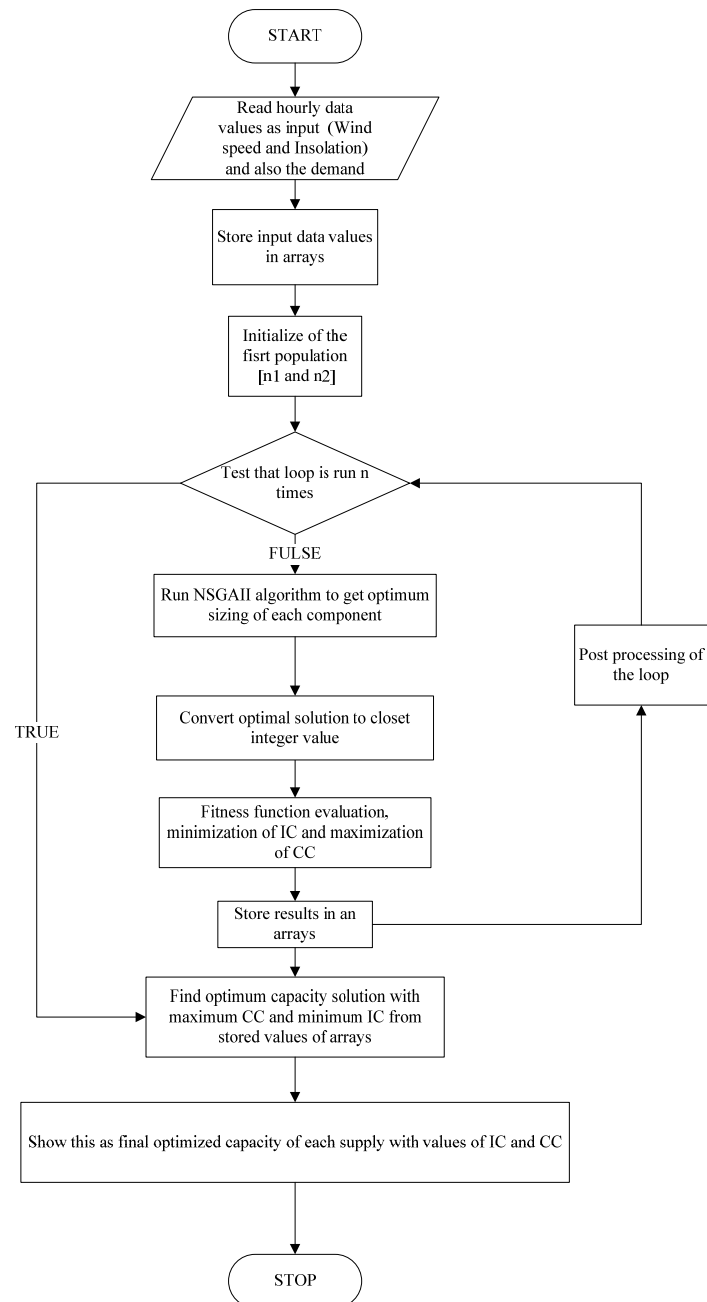 START
Read hourly data
values as input (Wind
speed and Insolation)
and also the demand
Store input data values
in arrays
Initialize of the
fisrt population
[n1 and n2]
Test that loop is run n
times
FULSE
Run NSGAII algorithm to get optimum
sizing of each component
Post processing of
the loop
Convert optimal solution to closet
integer value
TRUE
Fitness function evaluation,
minimization of IC and maximization
of CC
Store results in an
arrays
Find optimum capacity solution with
maximum CC and minimum IC from
stored values of arrays
Show this as final optimized capacity of each supply with values of IC and CC
STOP